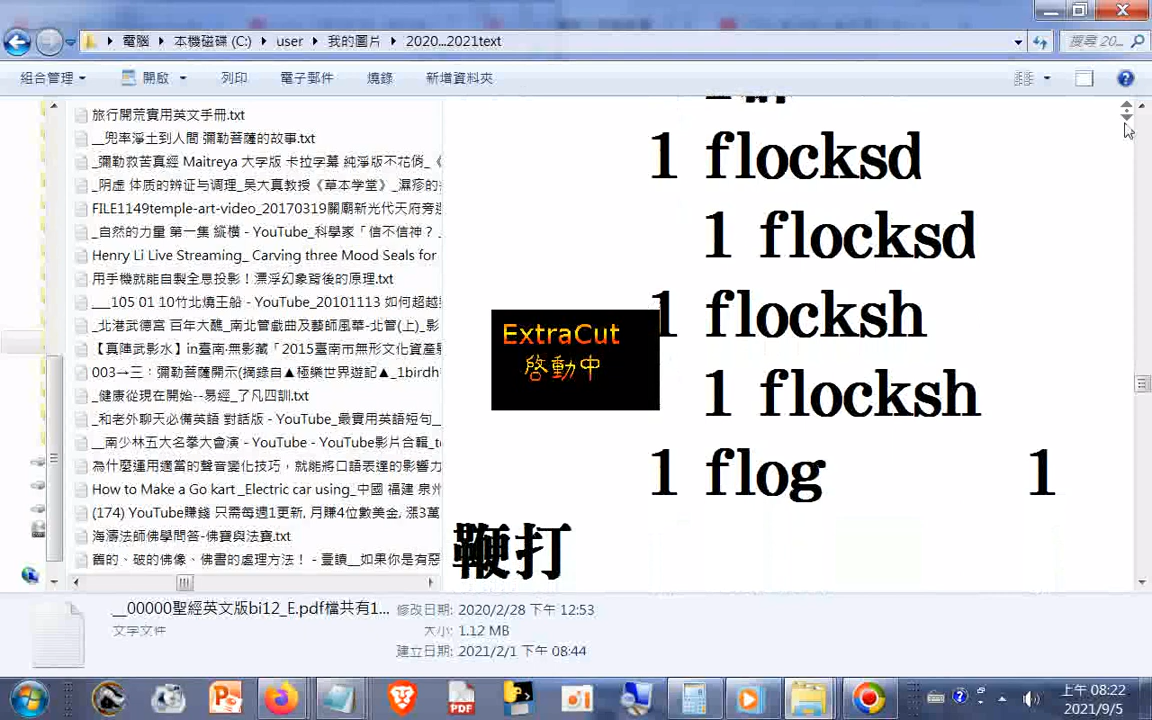 電腦 本機磁碟 (C:) user 我的圖片 2020...2021text
搜尋 20...
組合管理 開啟 列印 電子郵件 燒錄 新增資料夾
旅行開荒實用英文手冊.txt
__兜率淨土到人間 彌勒菩薩的故事.txt
_彌勒救苦真經 Maitreya 大字版 卡拉字幕 純淨版不花俏_《
_阴虚 体质的辨证与调理_吴大真教授《草本学堂》_濕疹的
FILE1149temple-art-video_20170319關廟新光代天府旁
_自然的力量 第一集 縱橫 - YouTube_科學家「信不信神？」
Henry Li Live Streaming_ Carving three Mood Seals for
用手機就能自製全息投影！漂浮幻象背後的原理.txt
___105 01 10竹北燒王船 - YouTube_20101113 如何超越
_北港武德宮 百年大醮_南北管戲曲及藝師風華-北管(上)_影
【真陣武影水】in臺南·無影藏「2015臺南市無形文化資產
003→三：彌勒菩薩開示(摘錄自▲極樂世界遊記▲_1birdh
_健康從現在開始--易經_了凡四訓.txt
_和老外聊天必備英語 對話版 - YouTube_最實用英語短句_
__南少林五大名拳大會演 - YouTube - YouTube影片合輯_t
為什麼運用適當的聲音變化技巧，就能將口語表達的影響力
How to Make a Go kart _Electric car using_中國 福建 泉州
(174) YouTube賺錢 只需每週1更新, 月賺4位數美金, 漲3萬
海濤法師佛學問答-佛寶與法寶.txt
舊的、破的佛像、佛書的處理方法！ - 壹讀__如果你是有惡
1 flocksd
1 flocksd
1 flocksh
1 flocksh
1 flog 1
鞭打
ExtraCut
啓動中
__00000聖經英文版bi12_E.pdf檔共有1... 修改日期: 2020/2/28 下午 12:53
文字文件 大小: 1.12 MB
建立日期: 2021/2/1 下午 08:44
上午 08:22
2021/9/5